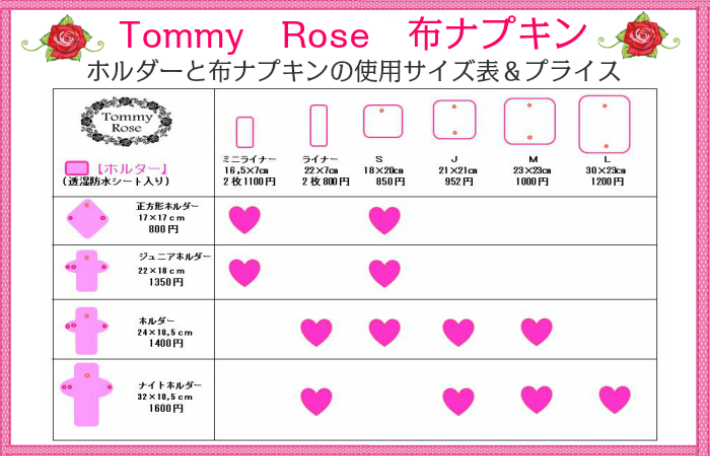 Tommy Rose 布ナプキン
ホルダーと布ナプキンの使用サイズ表＆プライス
Tommy
Rose
【ホルター】
(透湿防水シート入り)
ミニライナー
16,5×7cm
2枚1100円
ライナー
22×7cm
2枚800円
S
18×20cm
850円
J
21×21cm
952円
M
23×23cm
1000円
L
30×23cm
1200円
正方形ホルダー
17×17cm
800円
ジュニアホルダー
22×18cm
1350円
ホルダー
24×18,5cm
1400円
ナイトホルダー
32×18,5cm
1600円